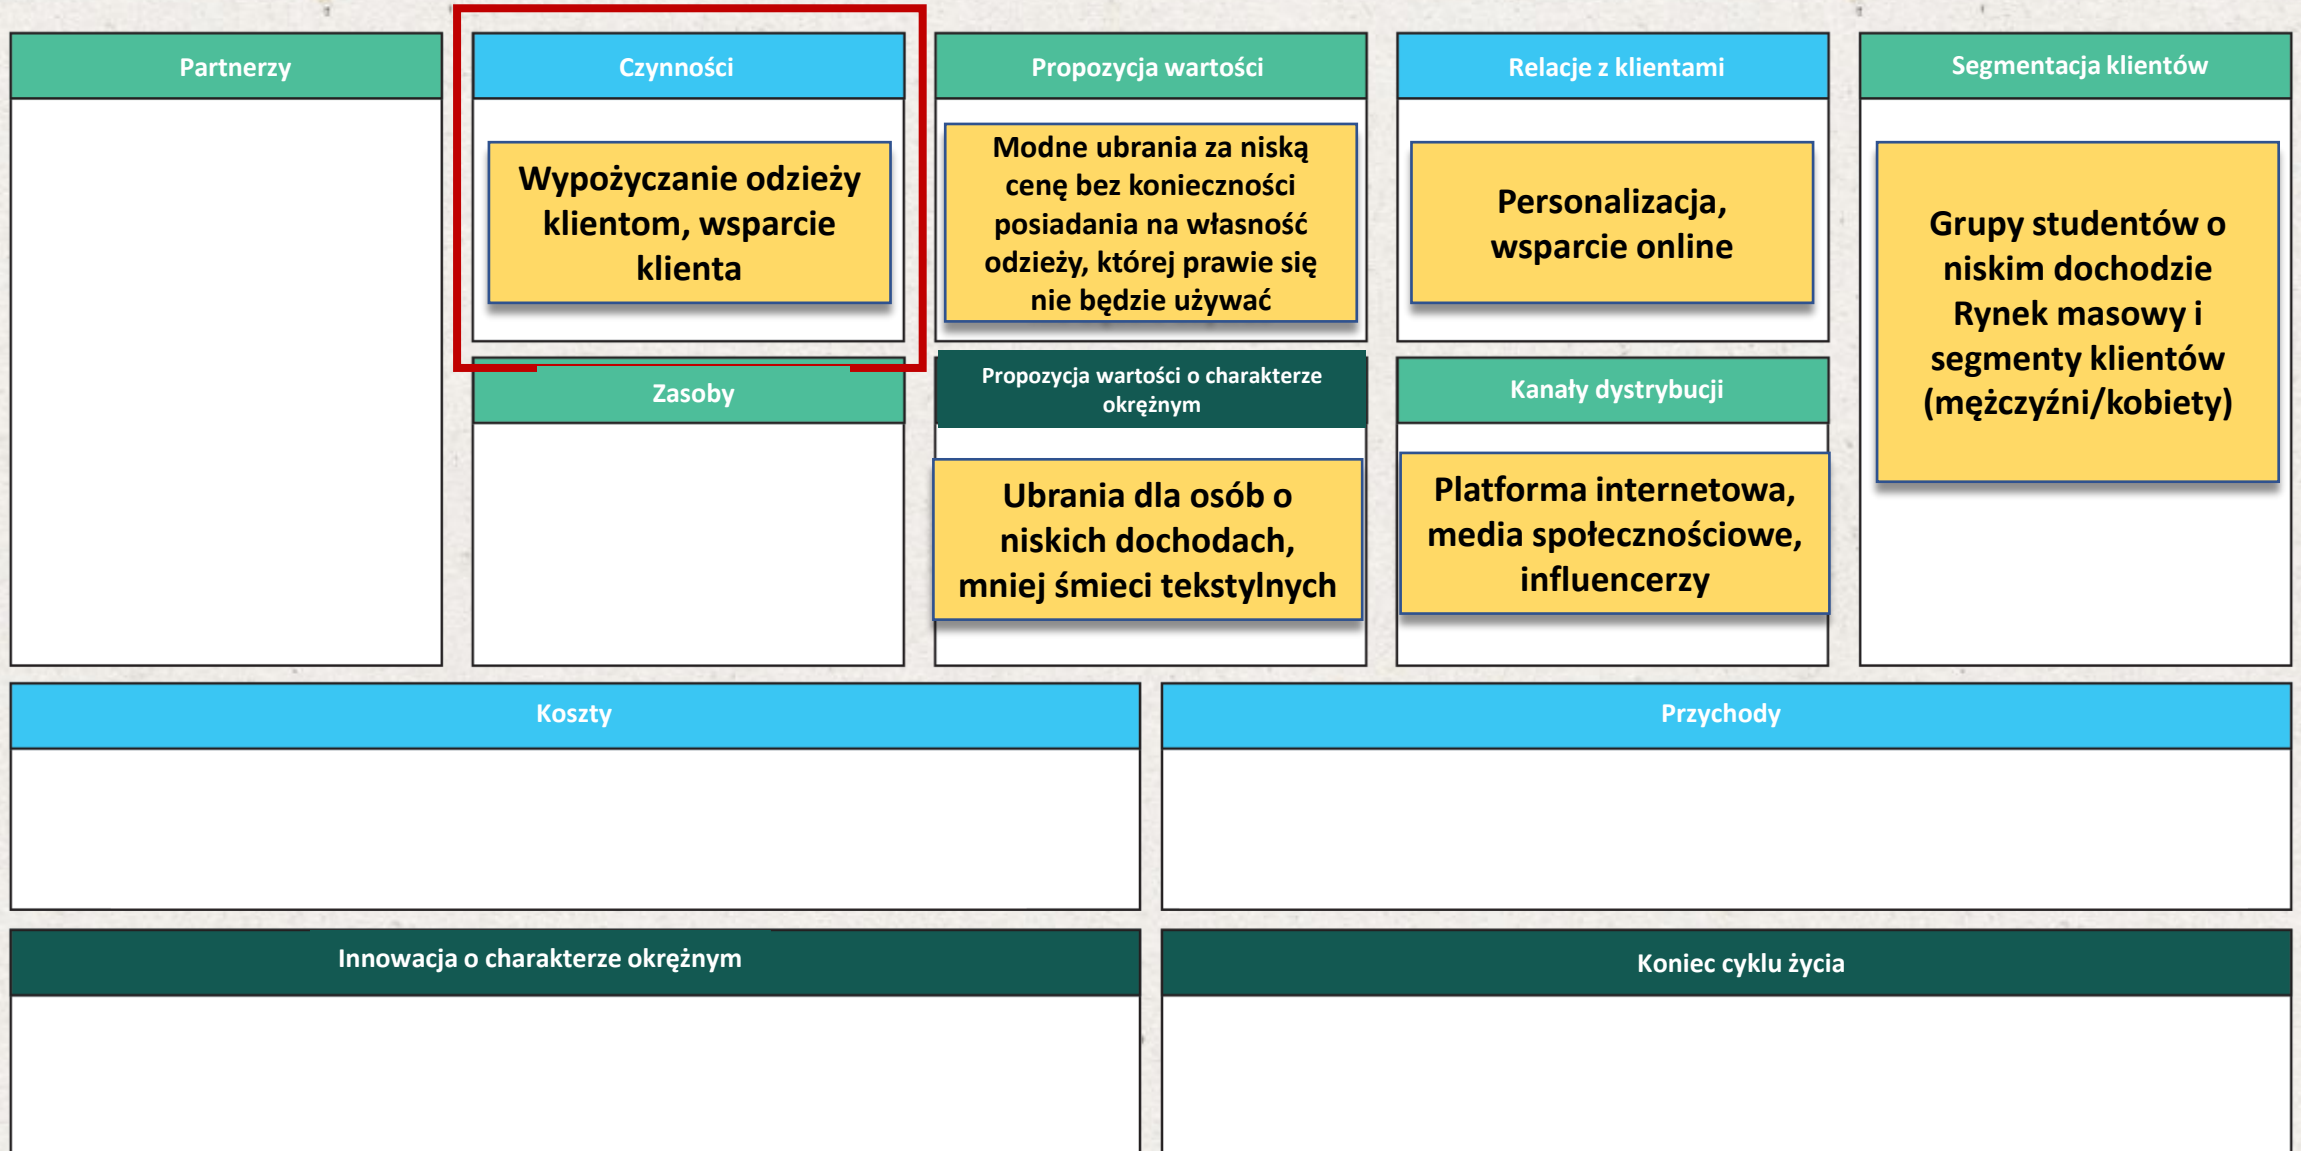 Partnerzy
Czynności
Wypożyczanie odzieży
klientom, wsparcie
klienta
Zasoby
Propozycja wartości
Modne ubrania za niską
cenę bez konieczności
posiadania na własność
odzieży, której prawie się
nie będzie używać
Propozycja wartości o charakterze
okrężnym
Ubrania dla osób o
niskich dochodach,
mniej śmieci tekstylnych
Relacje z klientami
Personalizacja,
wsparcie online
Kanały dystrybucji
Platforma internetowa,
media społecznościowe,
influencerzy
Segmentacja klientów
Grupy studentów o
niskim dochodzie
Rynek masowy i
segmenty klientów
(mężczyźni/kobiety)
Koszty
Przychody
Innowacja o charakterze okrężnym
Koniec cyklu życia